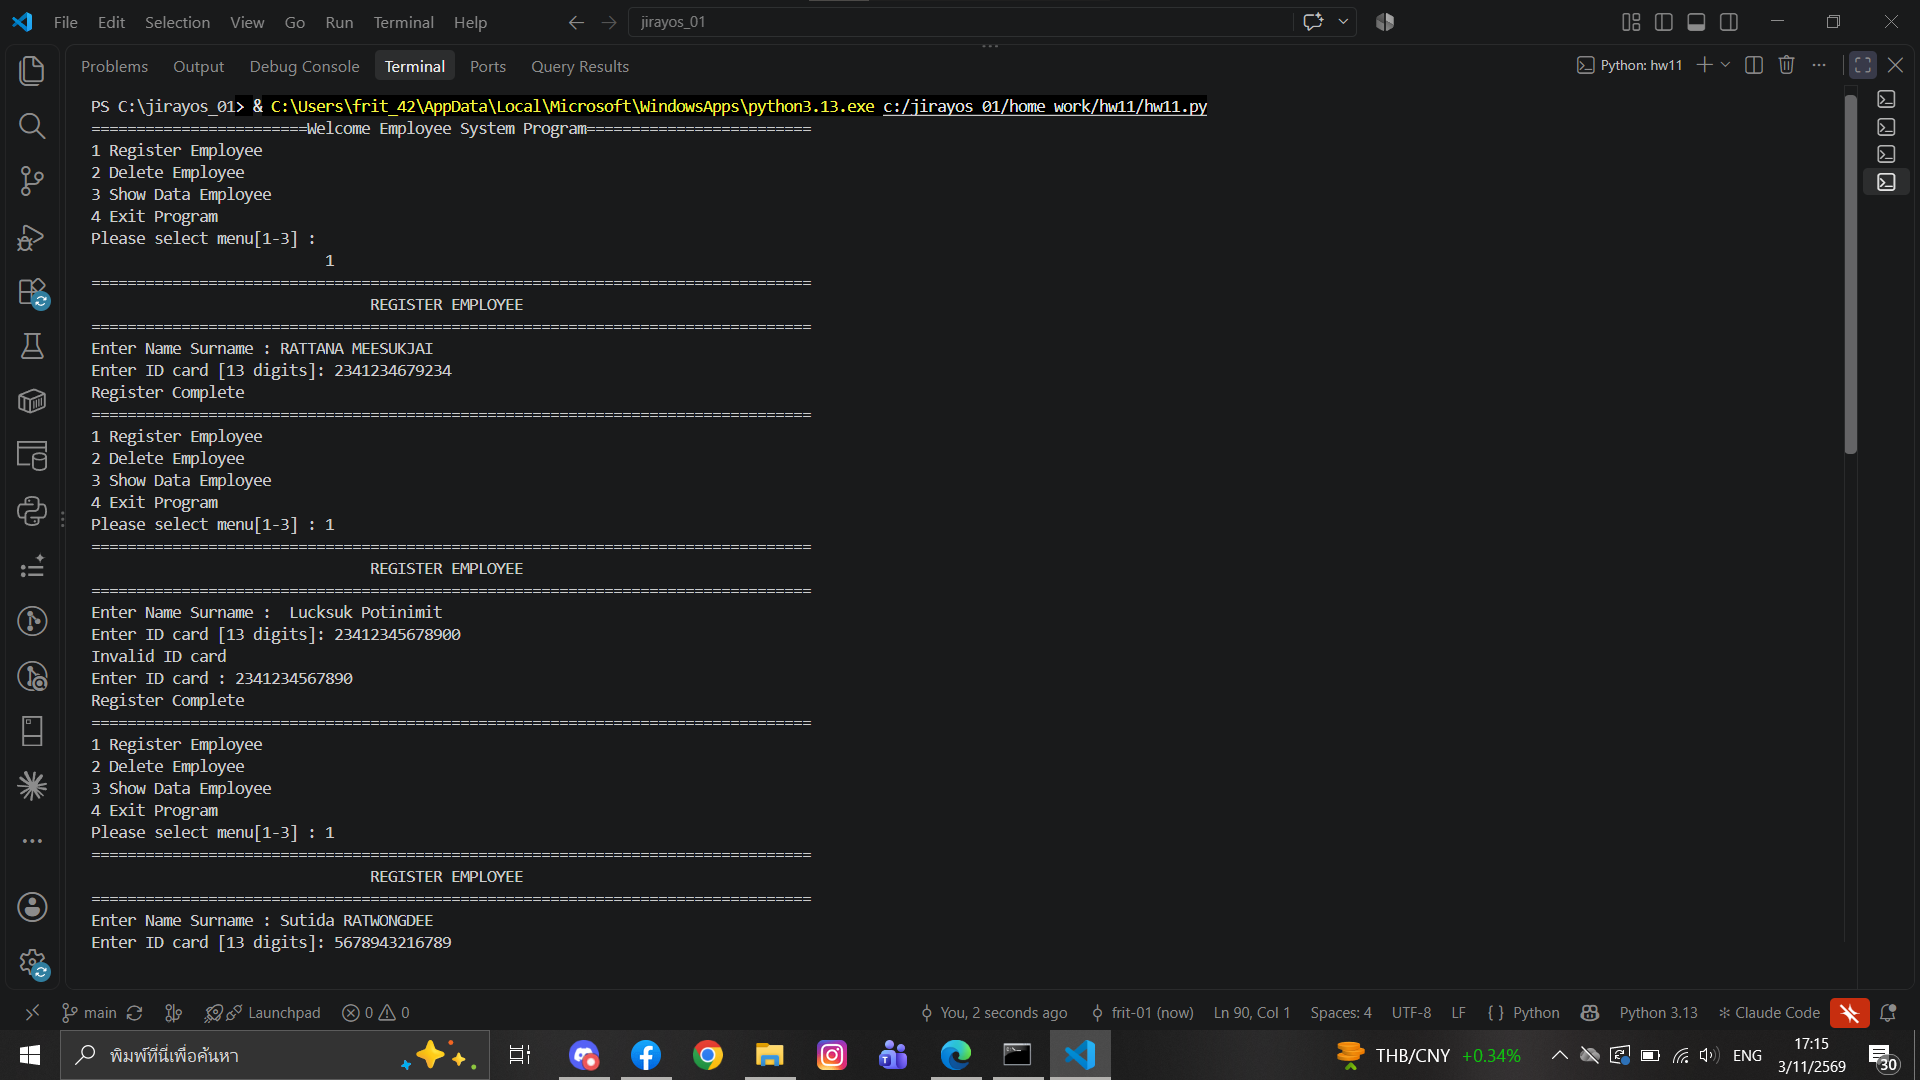 File Edit Selection View Go Run Terminal Help
jirayos_01
Problems Output Debug Console Terminal Ports Query Results
Python: hw11
PS C:\jirayos_01> & C:\Users\frit_42\AppData\Local\Microsoft\WindowsApps\python3.13.exe c:/jirayos_01/home_work/hw11/hw11.py
========================Welcome Employee System Program=========================
1 Register Employee
2 Delete Employee
3 Show Data Employee
4 Exit Program
Please select menu[1-3] :
1
================================================================================
REGISTER EMPLOYEE
================================================================================
Enter Name Surname : RATTANA MEESUKJAI
Enter ID card [13 digits]: 2341234679234
Register Complete
================================================================================
1 Register Employee
2 Delete Employee
3 Show Data Employee
4 Exit Program
Please select menu[1-3] : 1
================================================================================
REGISTER EMPLOYEE
================================================================================
Enter Name Surname :  Lucksuk Potinimit
Enter ID card [13 digits]: 23412345678900
Invalid ID card
Enter ID card : 2341234567890
Register Complete
================================================================================
1 Register Employee
2 Delete Employee
3 Show Data Employee
4 Exit Program
Please select menu[1-3] : 1
================================================================================
REGISTER EMPLOYEE
================================================================================
Enter Name Surname : Sutida RATWONGDEE
Enter ID card [13 digits]: 5678943216789
main Launchpad 0 0 You, 2 seconds ago frit-01 (now) Ln 90, Col 1 Spaces: 4 UTF-8 LF {} Python Python 3.13 Claude Code
พิมพ์ที่นี่เพื่อค้นหา THB/CNY +0.34% ENG 17:15
3/11/2569 30